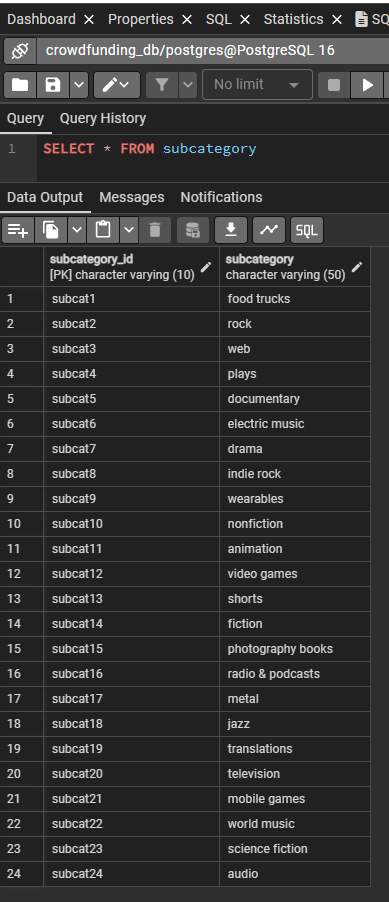 Dashboard Properties SQL Statistics SQ
crowdfunding_db/postgres@PostgreSQL 16
No limit
Query Query History
1 SELECT * FROM subcategory
Data Output Messages Notifications
SQL
subcategory_id subcategory
[PK] character varying (10) character varying (50)
1 subcat1 food trucks
2 subcat2 rock
3 subcat3 web
4 subcat4 plays
5 subcat5 documentary
6 subcat6 electric music
7 subcat7 drama
8 subcat8 indie rock
9 subcat9 wearables
10 subcat10 nonfiction
11 subcat11 animation
12 subcat12 video games
13 subcat13 shorts
14 subcat14 fiction
15 subcat15 photography books
16 subcat16 radio & podcasts
17 subcat17 metal
18 subcat18 jazz
19 subcat19 translations
20 subcat20 television
21 subcat21 mobile games
22 subcat22 world music
23 subcat23 science fiction
24 subcat24 audio